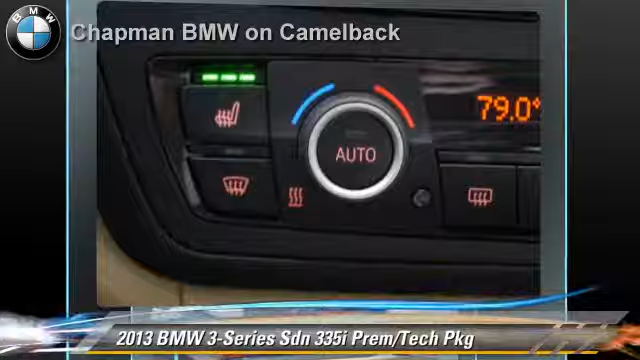 BMW
Chapman BMW on Camelback
79.0°
AUTO
2013 BMW 3-Series Sdn 335i Prem/Tech Pkg